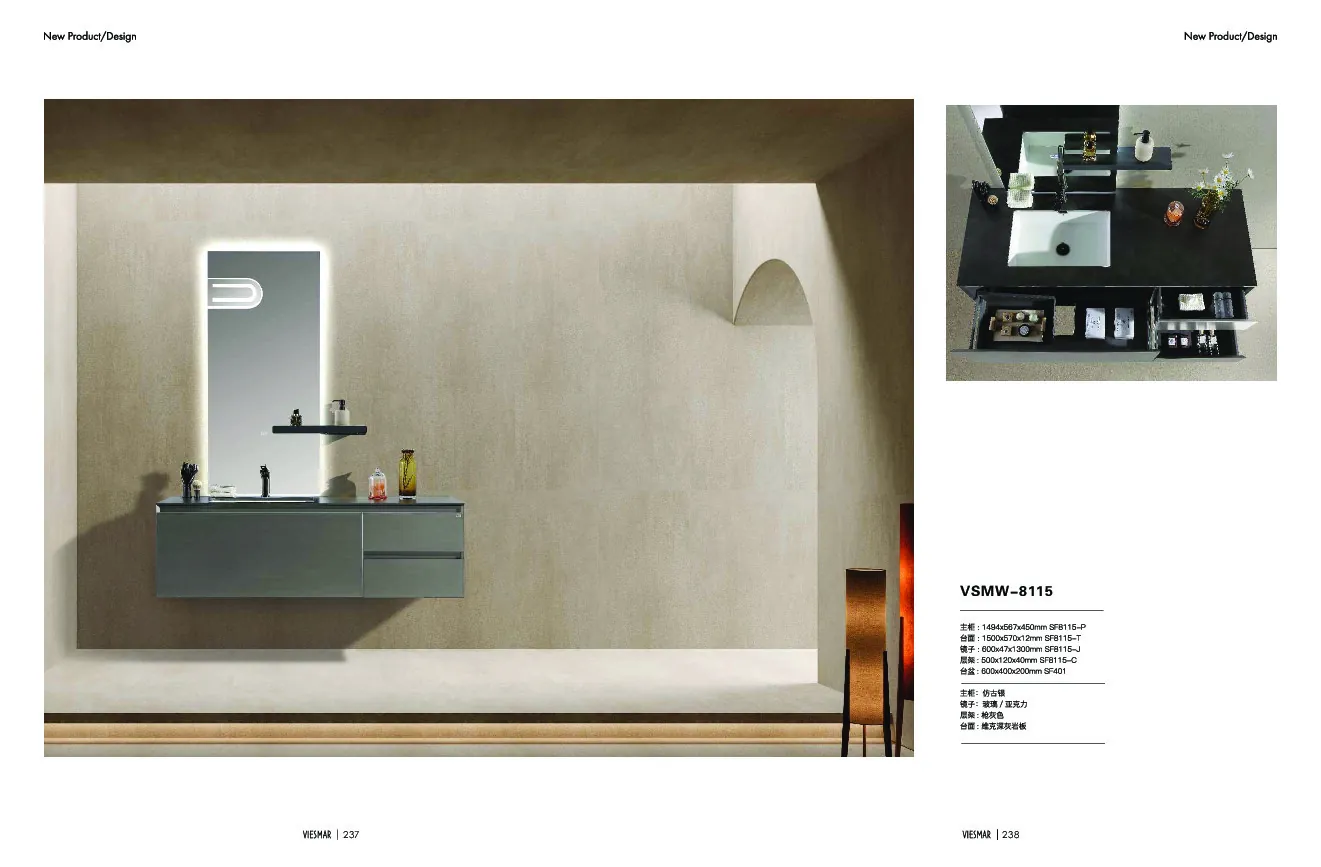 New Product/Design
New Product/Design
VSMW-8115
主柜 : 1494x567x450mm SF8115-P
台面 : 1500x570x12mm SF8115-T
镜子 : 600x47x1300mm SF8115-J
层架 : 500x120x40mm SF8115-C
台盆 : 600x400x200mm SF401
主柜: 仿古银
镜子: 玻璃 / 亚克力
层架 : 枪灰色
台面 : 维克深灰岩板
VIESMAR | 237
VIESMAR | 238